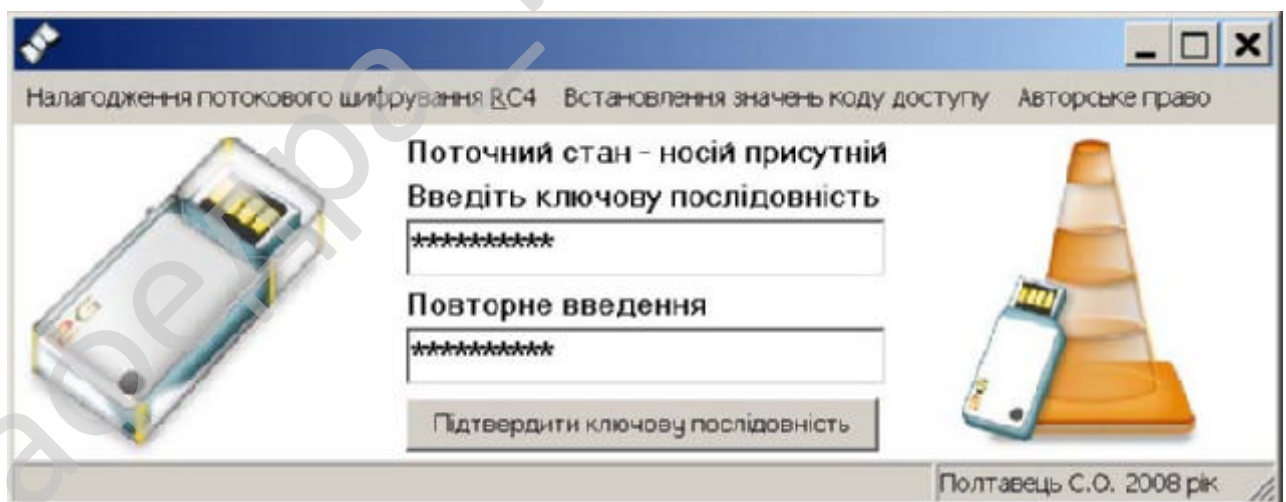 Налагодження потокового шифрування RC4 Встановлення значень коду доступу Авторське право
Поточний стан - носій присутній
Введіть ключову послідовність
**********
Повторне введення
**********
Підтвердити ключову послідовність
Полтавець С.О. 2008 рік